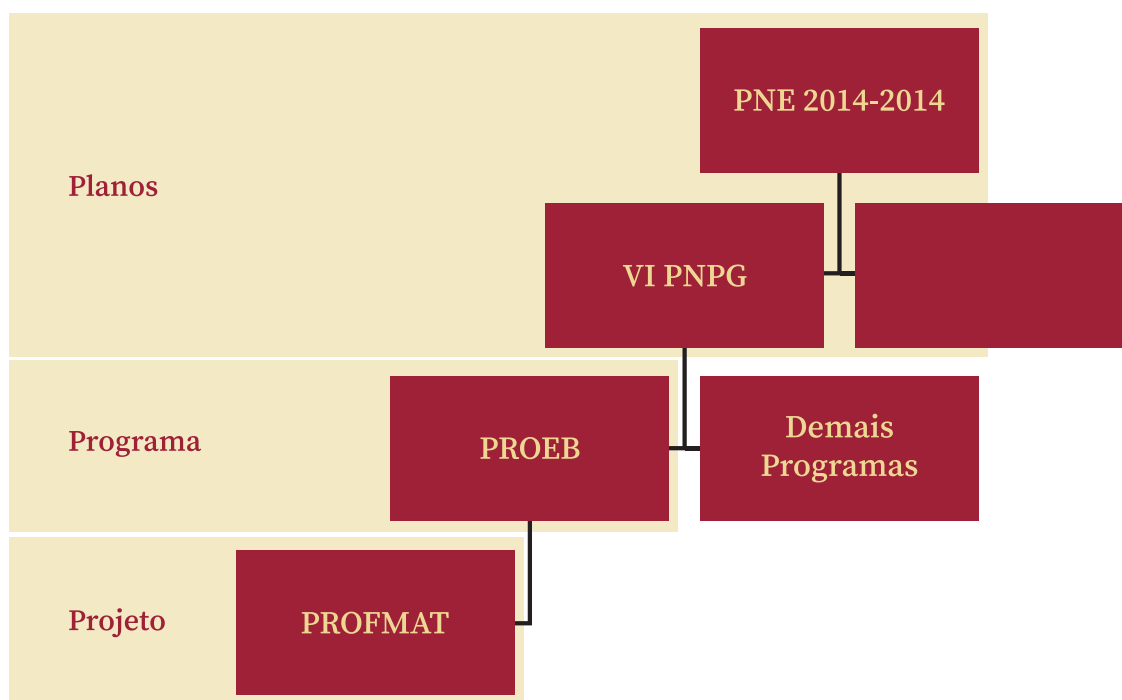 PNE 2014-2014
Planos
VI PNPG
Programa
PROEB
Demais
Programas
Projeto
PROFMAT